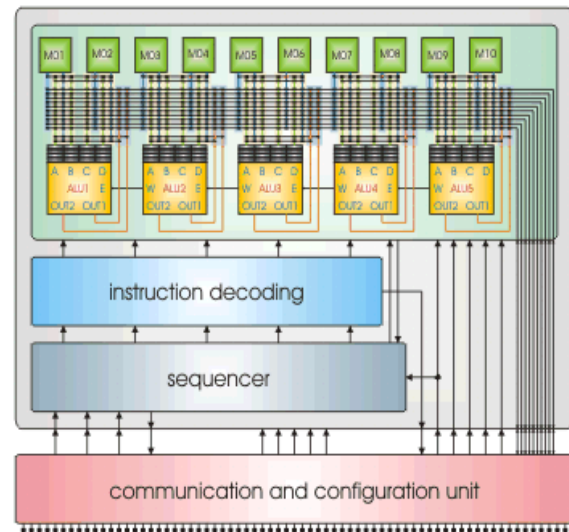 M01 M02 M03 M04 M05 M06 M07 M08 M09 M10
A B C D A B C D A B C D A B C D A B C D
ALU1 E W ALU2 E W ALU3 E W ALU4 E W ALU5
OUT2 OUT1 OUT2 OUT1 OUT2 OUT1 OUT2 OUT1 OUT2 OUT1
instruction decoding
sequencer
communication and configuration unit